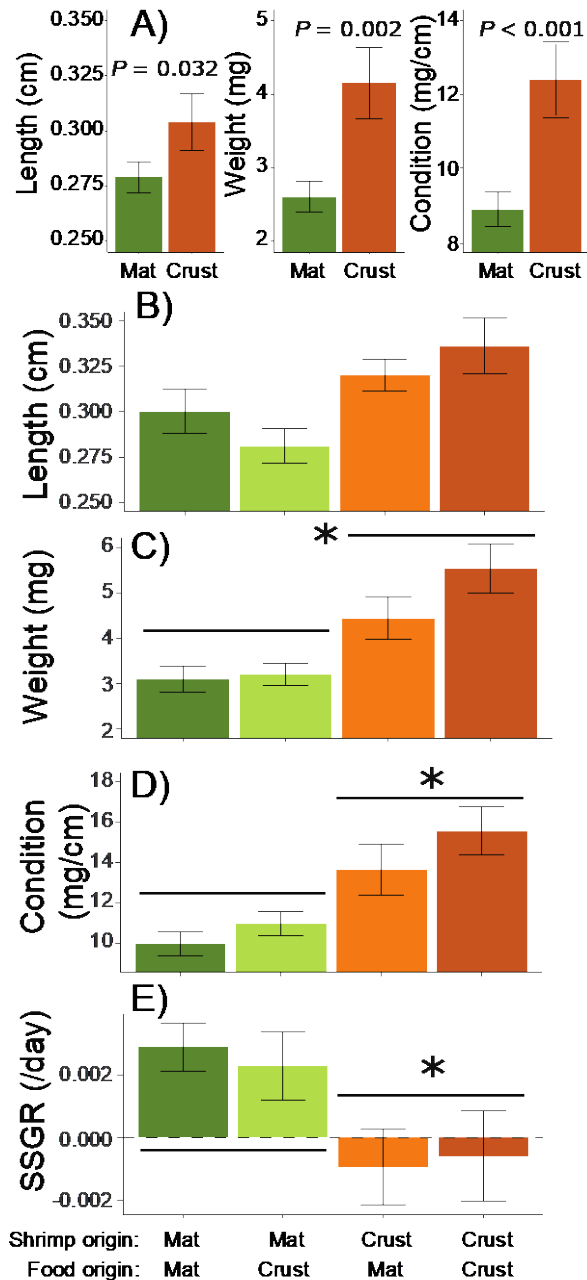 A)
Length (cm)
0.350
0.325
0.300
0.275
0.250
P = 0.032
Mat Crust
Weight (mg)
5
4
3
2
P = 0.002
Mat Crust
Condition (mg/cm)
14
12
10
8
P < 0.001
Mat Crust
B)
Length (cm)
0.350
0.325
0.300
0.275
0.250
C)
*
Weight (mg)
6
5
4
3
2
D)
*
Condition
(mg/cm)
18
16
14
12
10
E)
*
SSGR (/day)
0.002
0.000
-0.002
Shrimp origin: Mat Mat Crust Crust
Food origin: Mat Crust Mat Crust